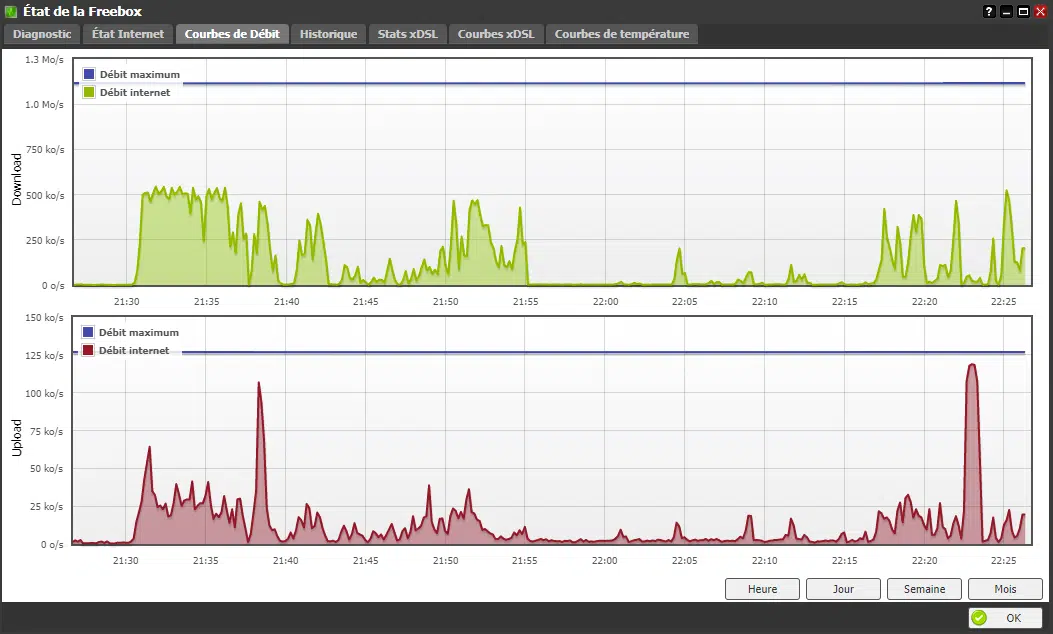 État de la Freebox
Diagnostic État Internet Courbes de Débit Historique Stats xDSL Courbes xDSL Courbes de température
1.3 Mo/s
Débit maximum
Débit internet
1.0 Mo/s
750 ko/s
Download
500 ko/s
250 ko/s
0 o/s
21:30 21:35 21:40 21:45 21:50 21:55 22:00 22:05 22:10 22:15 22:20 22:25
150 ko/s
Débit maximum
Débit internet
125 ko/s
100 ko/s
75 ko/s
Upload
50 ko/s
25 ko/s
0 o/s
21:30 21:35 21:40 21:45 21:50 21:55 22:00 22:05 22:10 22:15 22:20 22:25
Heure Jour Semaine Mois
OK